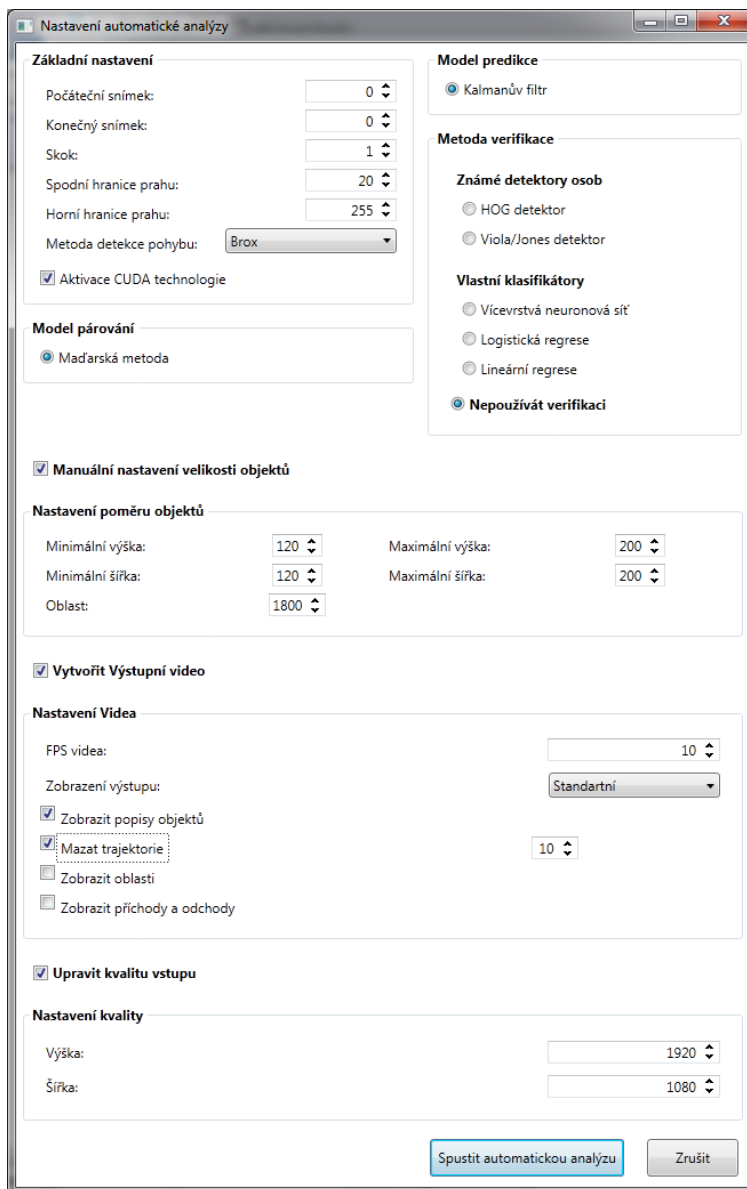 Nastavení automatické analýzy
Základní nastavení
Počáteční snímek: 0
Konečný snímek: 0
Skok: 1
Spodní hranice prahu: 20
Horní hranice prahu: 255
Metoda detekce pohybu: Brox
Aktivace CUDA technologie
Model párování
Maďarská metoda
Model predikce
Kalmanův filtr
Metoda verifikace
Známé detektory osob
HOG detektor
Viola/Jones detektor
Vlastní klasifikátory
Vícevrstvá neuronová síť
Logistická regrese
Lineární regrese
Nepoužívát verifikaci
Manuální nastavení velikosti objektů
Nastavení poměru objektů
Minimální výška: 120 Maximální výška: 200
Minimální šířka: 120 Maximální šířka: 200
Oblast: 1800
Vytvořit Výstupní video
Nastavení Videa
FPS videa: 10
Zobrazení výstupu: Standartní
Zobrazit popisy objektů
Mazat trajektorie 10
Zobrazit oblasti
Zobrazit příchody a odchody
Upravit kvalitu vstupu
Nastavení kvality
Výška: 1920
Šířka: 1080
Spustit automatickou analýzu Zrušit